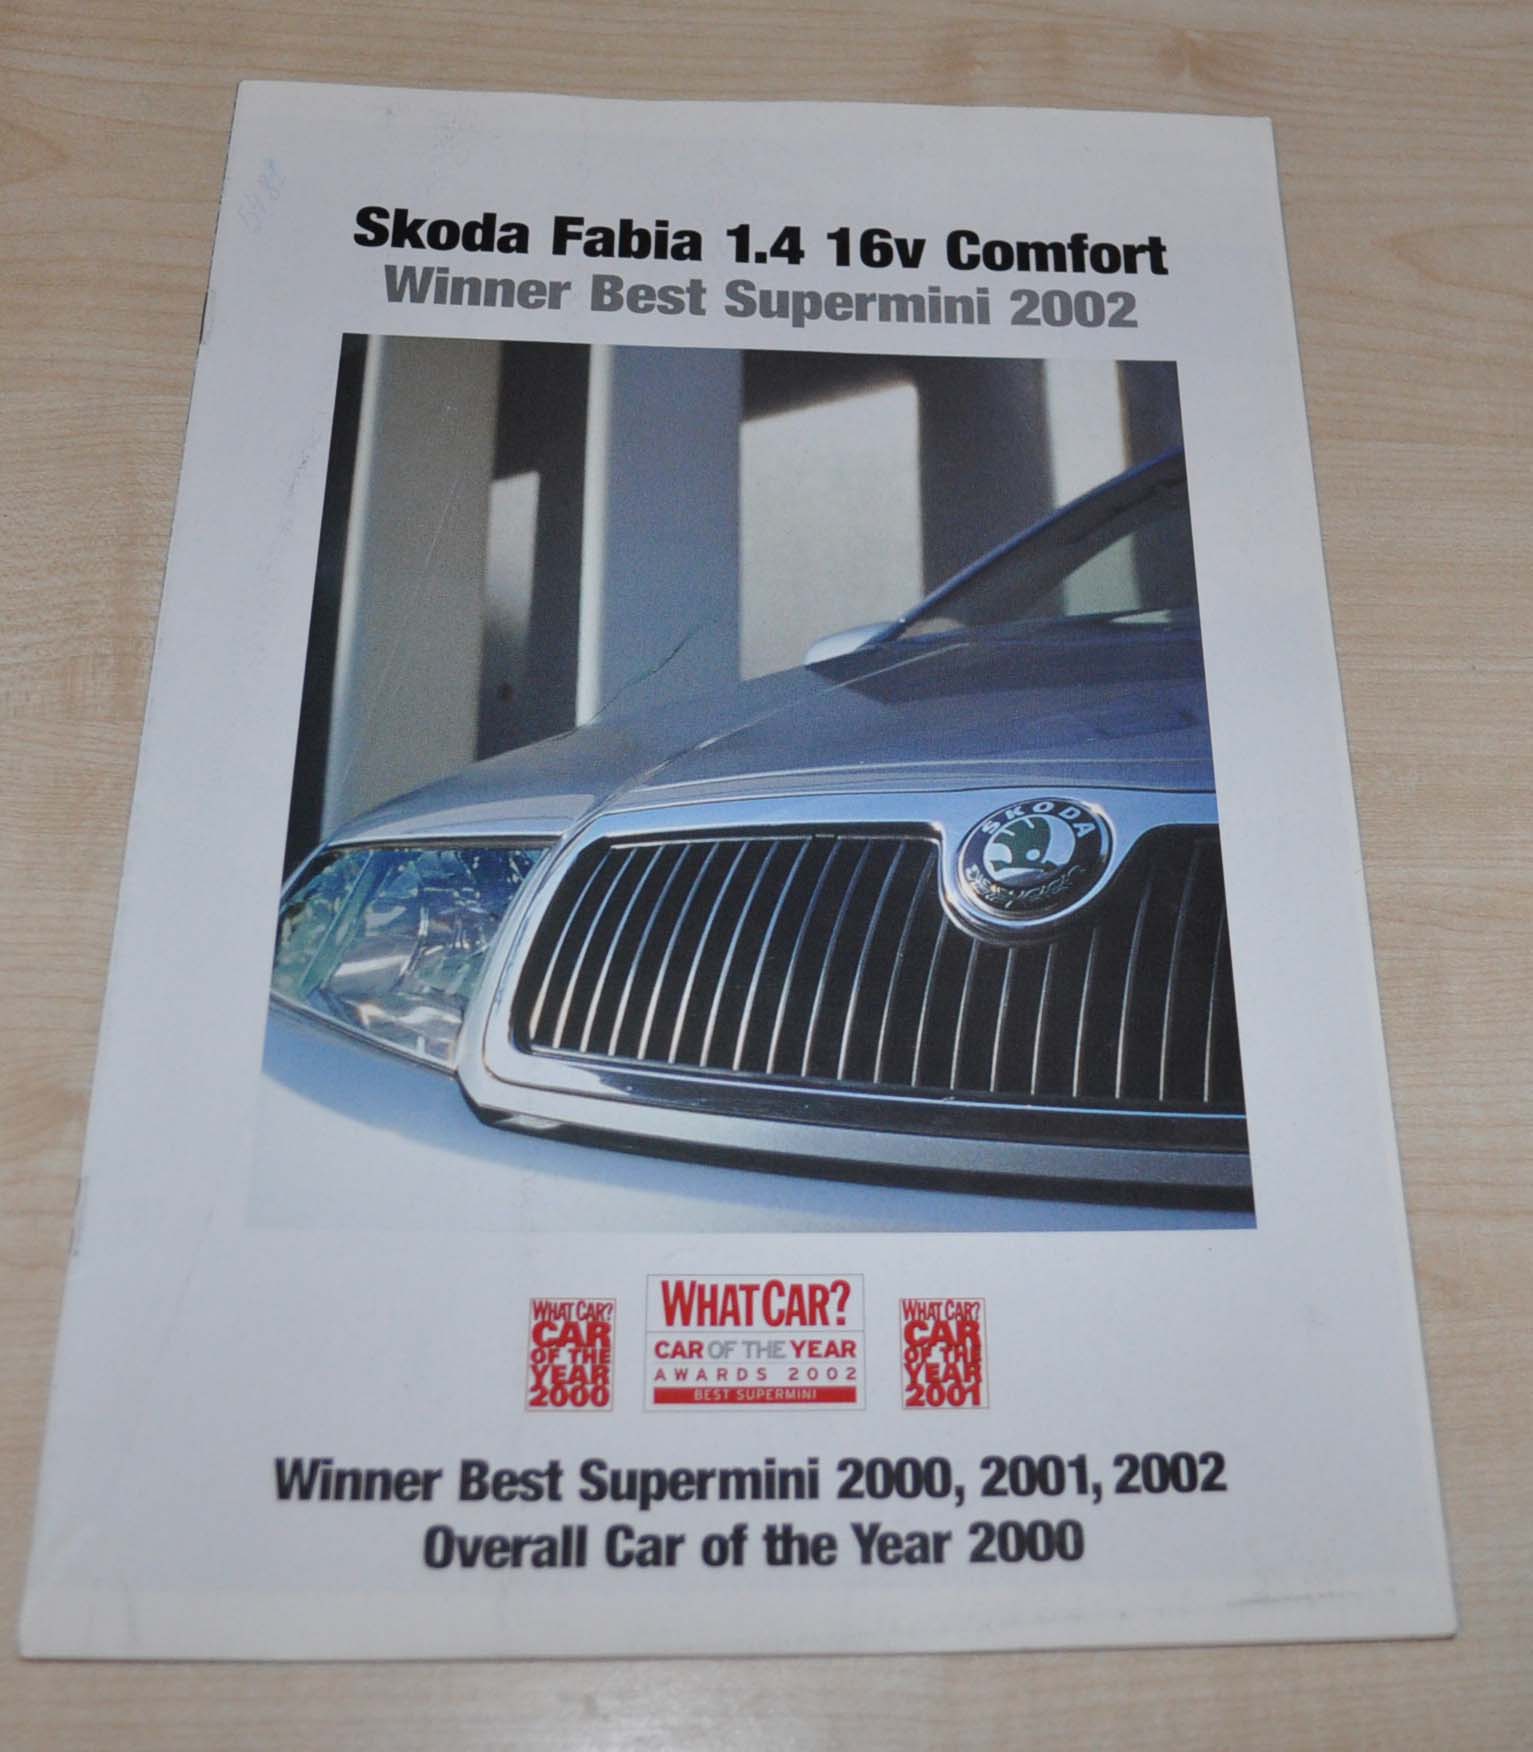 Skoda Fabia 1.4 16v Comfort
Winner Best Supermini 2002
SKODA
WHAT CAR?
CAR
OF THE
YEAR
2000
WHAT CAR?
CAR OF THE YEAR
AWARDS 2002
BEST SUPERMINI
WHAT CAR?
CAR
OF THE
YEAR
2001
Winner Best Supermini 2000, 2001, 2002
Overall Car of the Year 2000